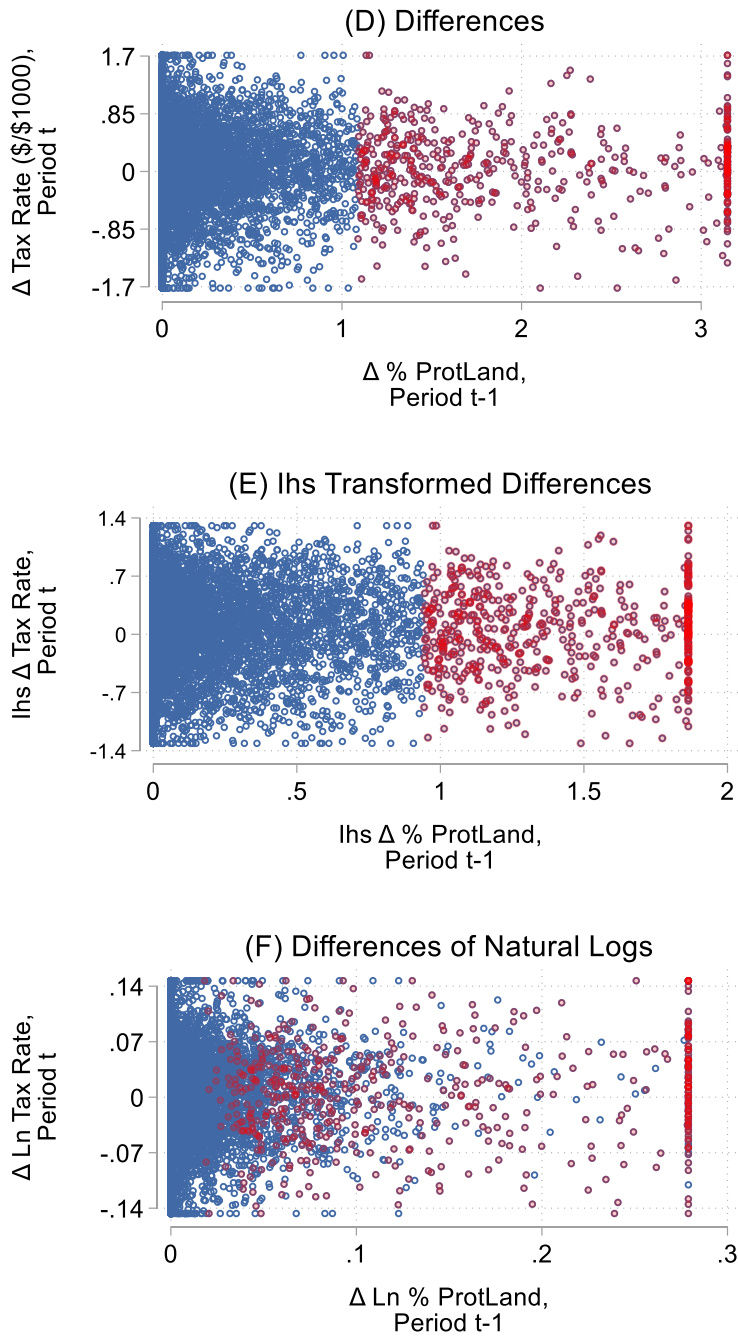 (D) Differences
Δ Tax Rate ($/$1000),
Period t
1.7
.85
0
-.85
-1.7
0 1 2 3
Δ % ProtLand,
Period t-1
(E) Ihs Transformed Differences
Ihs Δ Tax Rate,
Period t
1.4
.7
0
-.7
-1.4
0 .5 1 1.5 2
Ihs Δ % ProtLand,
Period t-1
(F) Differences of Natural Logs
Δ Ln Tax Rate,
Period t
.14
.07
0
-.07
-.14
0 .1 .2 .3
Δ Ln % ProtLand,
Period t-1